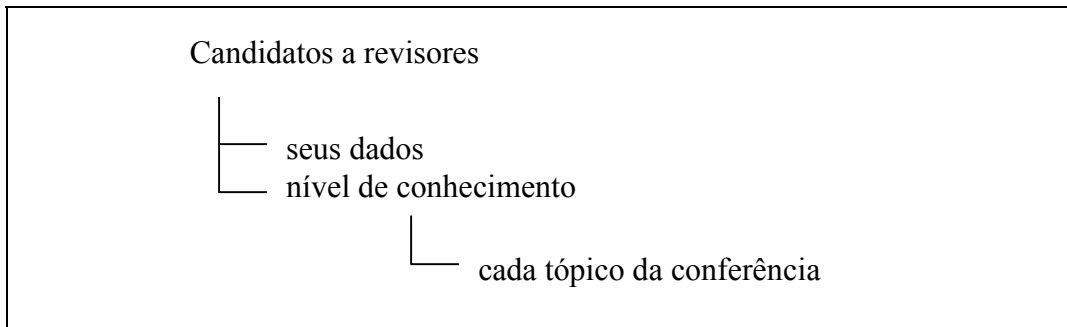 Candidatos a revisores
seus dados
nível de conhecimento
cada tópico da conferência